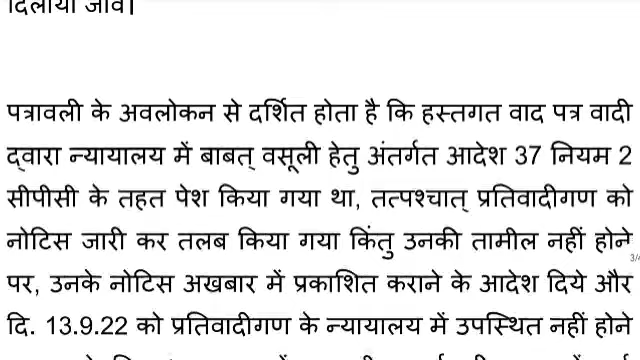 दिलाया जावे।
पत्रावली के अवलोकन से दर्शित होता है कि हस्तगत वाद पत्र वादी
द्वारा न्यायालय में बाबत् वसूली हेतु अंतर्गत आदेश 37 नियम 2
सीपीसी के तहत पेश किया गया था, तत्पश्चात् प्रतिवादीगण को
नोटिस जारी कर तलब किया गया किंतु उनकी तामील नहीं होने
पर, उनके नोटिस अखबार में प्रकाशित कराने के आदेश दिये और
दि. 13.9.22 को प्रतिवादीगण के न्यायालय में उपस्थित नहीं होने